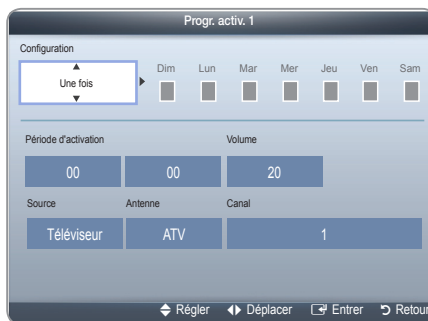 Progr. activ. 1
Configuration
Une fois
Dim Lun Mar Mer Jeu Ven Sam
Période d'activation Volume
00 00 20
Source Antenne Canal
Téléviseur ATV 1
Régler Déplacer Entrer Retour